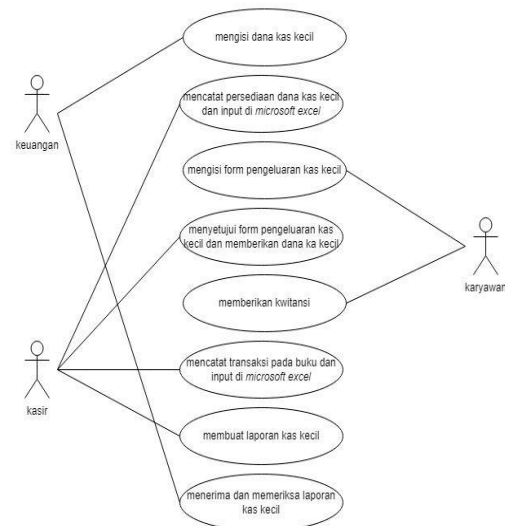 mengisi dana kas kecil
mencatat persediaan dana kas kecil
dan input di microsoft excel
keuangan
mengisi form pengeluaran kas kecil
menyetujui form pengeluaran kas
kecil dan memberikan dana ka kecil
karyawan
memberikan kwitansi
mencatat transaksi pada buku dan
input di microsoft excel
kasir
membuat laporan kas kecil
menerima dan memeriksa laporan
kas kecil